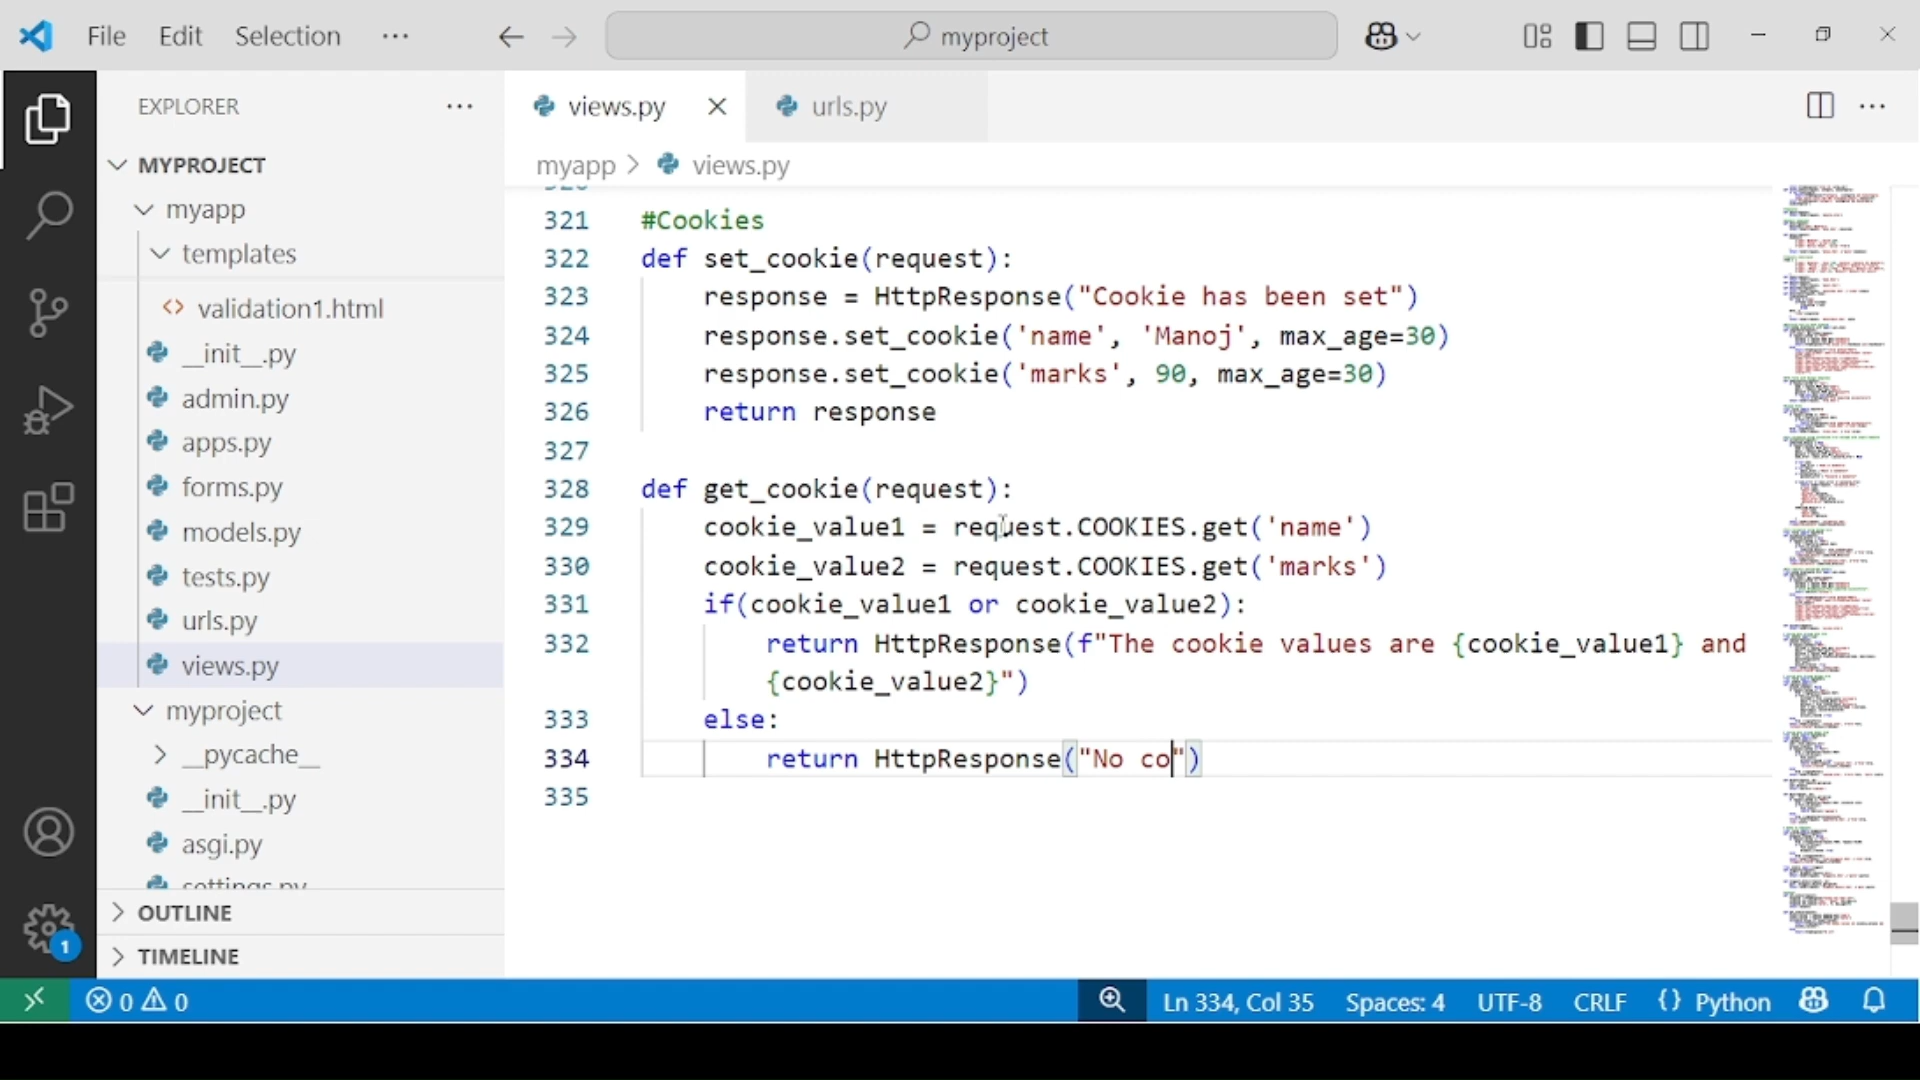 File Edit Selection ··· myproject
EXPLORER ···
views.py urls.py ···
MYPROJECT
myapp > views.py
myapp
templates
validation1.html
__init__.py
admin.py
apps.py
forms.py
models.py
tests.py
urls.py
views.py
myproject
__pycache__
__init__.py
asgi.py
settings.py
OUTLINE
TIMELINE
321 #Cookies
322 def set_cookie(request):
323 response = HttpResponse("Cookie has been set")
324 response.set_cookie('name', 'Manoj', max_age=30)
325 response.set_cookie('marks', 90, max_age=30)
326 return response
327
328 def get_cookie(request):
329 cookie_value1 = request.COOKIES.get('name')
330 cookie_value2 = request.COOKIES.get('marks')
331 if(cookie_value1 or cookie_value2):
332 return HttpResponse(f"The cookie values are {cookie_value1} and
{cookie_value2}")
333 else:
334 return HttpResponse("No co")
335
1
0 0 Ln 334, Col 35 Spaces: 4 UTF-8 CRLF {} Python